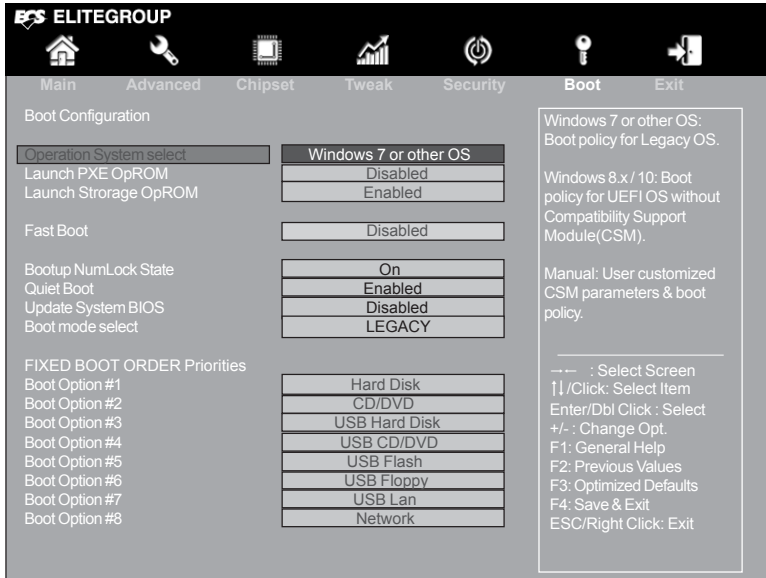 ECS ELITEGROUP
Main Advanced Chipset Tweak Security Boot Exit
Boot Configuration
Operation System select Windows 7 or other OS
Launch PXE OpROM Disabled
Launch Strorage OpROM Enabled
Fast Boot Disabled
Bootup NumLock State On
Quiet Boot Enabled
Update System BIOS Disabled
Boot mode select LEGACY
FIXED BOOT ORDER Priorities
Boot Option #1 Hard Disk
Boot Option #2 CD/DVD
Boot Option #3 USB Hard Disk
Boot Option #4 USB CD/DVD
Boot Option #5 USB Flash
Boot Option #6 USB Floppy
Boot Option #7 USB Lan
Boot Option #8 Network
Windows 7 or other OS:
Boot policy for Legacy OS.
Windows 8.x / 10: Boot
policy for UEFI OS without
Compatibility Support
Module(CSM).
Manual: User customized
CSM parameters & boot
policy.
→← : Select Screen
↑↓/Click: Select Item
Enter/Dbl Click : Select
+/- : Change Opt.
F1: General Help
F2: Previous Values
F3: Optimized Defaults
F4: Save & Exit
ESC/Right Click: Exit